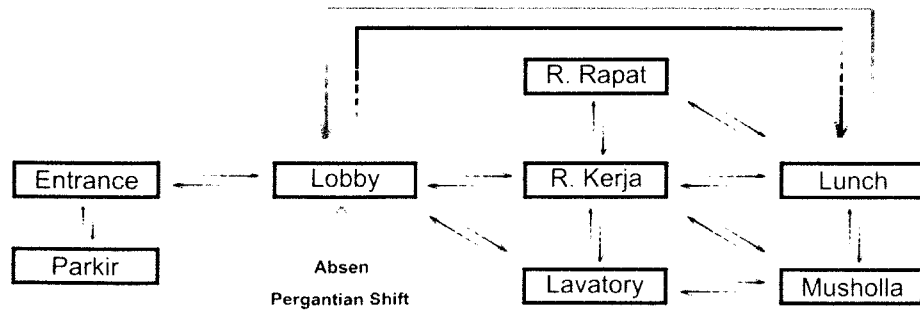 R. Rapat
Entrance
Lobby
R. Kerja
Lunch
Parkir
Absen
Pergantian Shift
Lavatory
Musholla